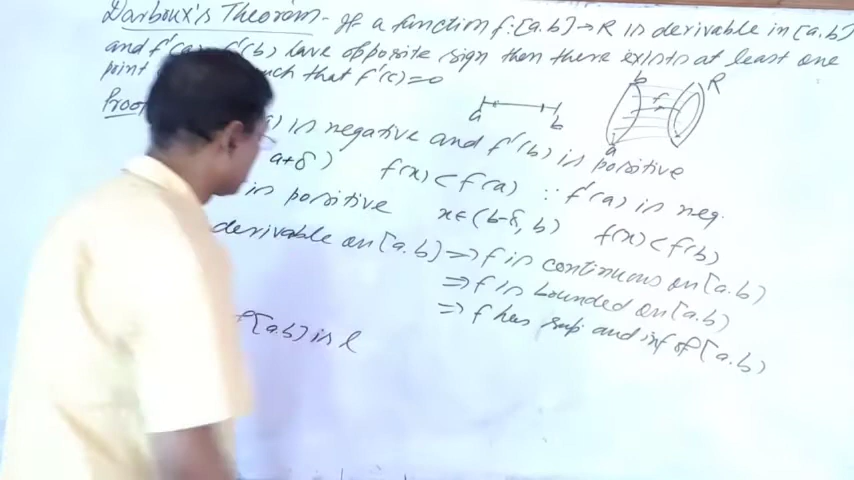 Darboux's Theorem - If a function f:[a.b]→R is derivable in [a,b]
and f'(a) f'(b) have opposite sign then there exists at least one
point such that f'(c)=0
b R
f
a b
a
Proof
a) is negative and f'(b) is positive
a+δ) f(x)<f(a) ∵ f'(a) is neg.
is positive x∈(b-δ,b) f(x)<f(b)
derivable on [a.b] ⇒ f is continuous on [a.b)
⇒ f is bounded on [a.b)
⇒ f has sup and inf of [a.b)
f[a.b) is l